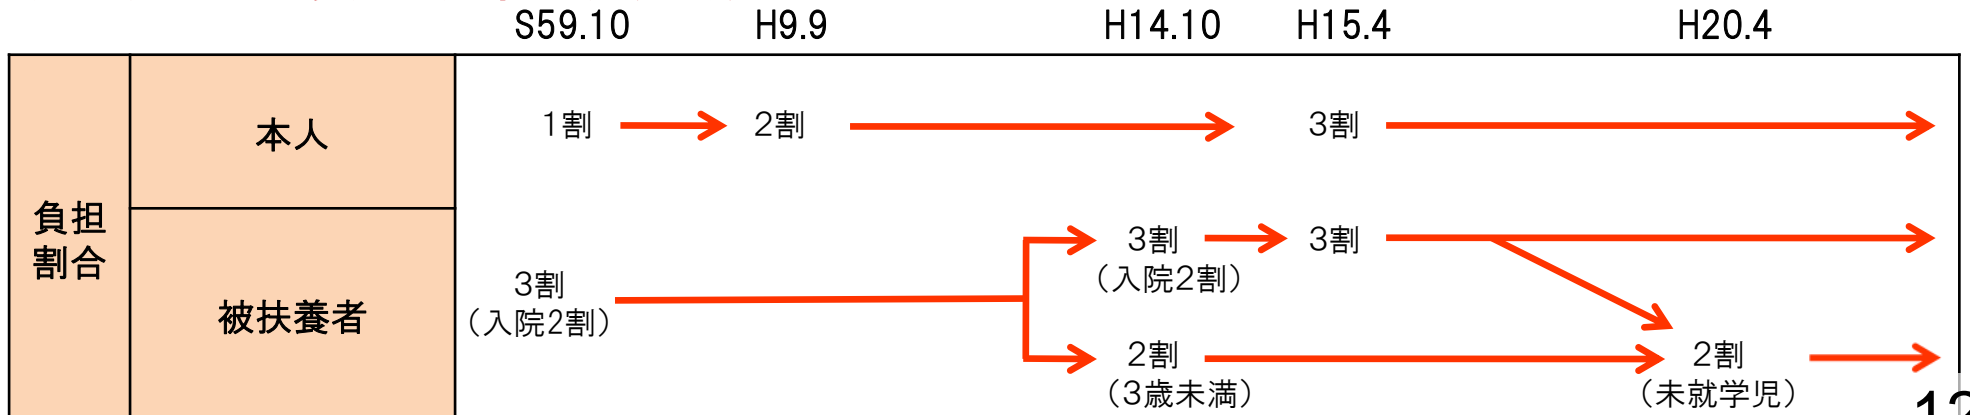 S59.10 H9.9 H14.10 H15.4 H20.4
負担
割合
本人
1割 2割 3割
被扶養者
3割
(入院2割)
3割
(入院2割)
3割
2割
(3歳未満)
2割
(未就学児)